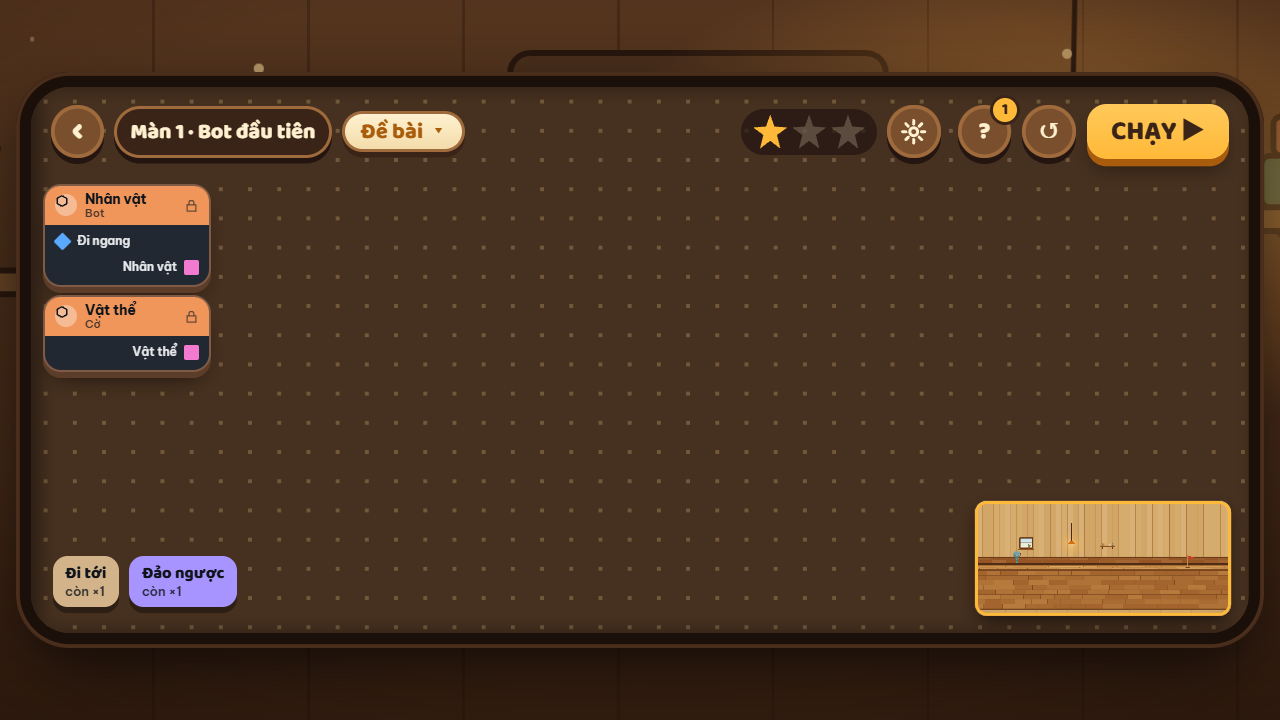 Màn 1 · Bot đầu tiên
Đề bài
?
1
CHẠY
Nhân vật
Bot
Đi ngang
Nhân vật
Vật thể
Cờ
Vật thể
Đi tới
còn ×1
Đảo ngược
còn ×1